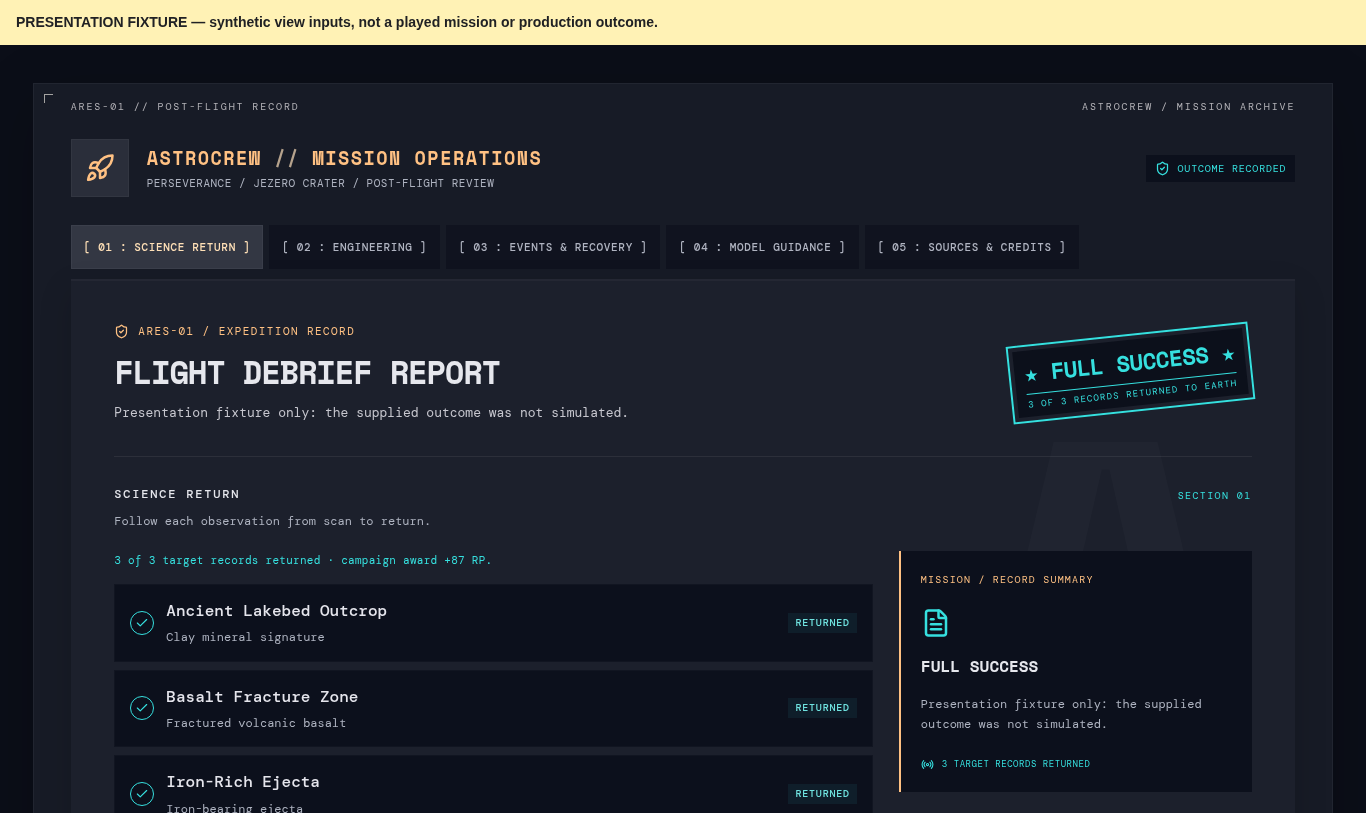 PRESENTATION FIXTURE — synthetic view inputs, not a played mission or production outcome.
ARES-01 // POST-FLIGHT RECORD
ASTROCREW / MISSION ARCHIVE
ASTROCREW // MISSION OPERATIONS
PERSEVERANCE / JEZERO CRATER / POST-FLIGHT REVIEW
OUTCOME RECORDED
[ 01 : SCIENCE RETURN ]
[ 02 : ENGINEERING ]
[ 03 : EVENTS & RECOVERY ]
[ 04 : MODEL GUIDANCE ]
[ 05 : SOURCES & CREDITS ]
ARES-01 / EXPEDITION RECORD
FLIGHT DEBRIEF REPORT
Presentation fixture only: the supplied outcome was not simulated.
★ FULL SUCCESS ★
3 OF 3 RECORDS RETURNED TO EARTH
SCIENCE RETURN
SECTION 01
Follow each observation from scan to return.
3 of 3 target records returned · campaign award +87 RP.
Ancient Lakebed Outcrop
Clay mineral signature
RETURNED
Basalt Fracture Zone
Fractured volcanic basalt
RETURNED
Iron-Rich Ejecta
Iron-bearing ejecta
RETURNED
MISSION / RECORD SUMMARY
FULL SUCCESS
Presentation fixture only: the supplied
outcome was not simulated.
3 TARGET RECORDS RETURNED